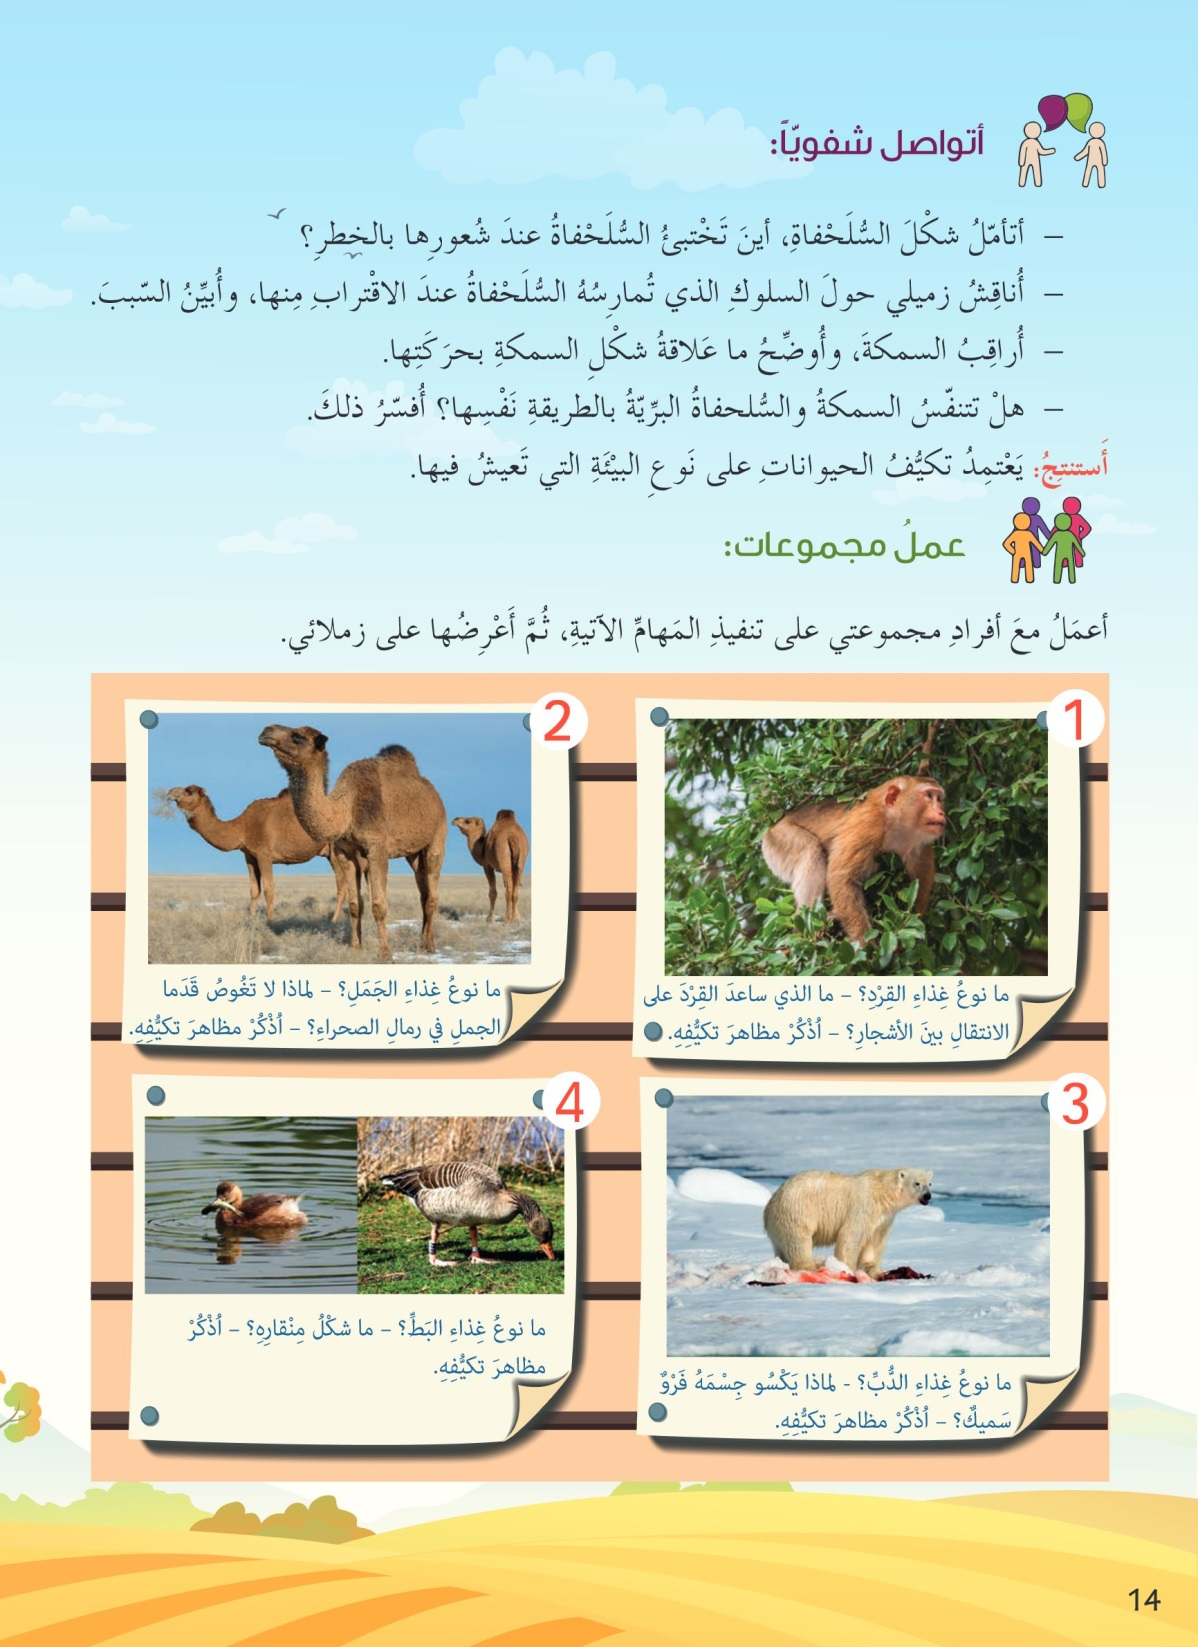 أتواصل شفويّاً:
– أتأمّلُ شكْلَ السُّلَحْفاةِ، أينَ تَخْتبئُ السُّلَحْفاةُ عندَ شُعورِها بالخطرِ؟
– أُناقِشُ زميلي حولَ السلوكِ الذي تُمارِسُهُ السُّلَحْفاةُ عندَ الاقْترابِ مِنها، وأُبيِّنُ السّببَ.
– أُراقِبُ السمكةَ، وأُوضِّحُ ما عَلاقةُ شكْلِ السمكةِ بحركَتِها.
– هلْ تتنفّسُ السمكةُ والسُّلحفاةُ البرِّيّةُ بالطريقةِ نَفْسِها؟ أُفسّرُ ذلكَ.
أَستنتِجُ: يَعْتمِدُ تكيُّفُ الحيواناتِ على نَوعِ البيْئَةِ التي تَعيشُ فيها.
عملُ مجموعات:
أعمَلُ معَ أفرادِ مجموعتي على تنفيذِ المَهامِّ الآتيةِ، ثُمَّ أَعْرِضُها على زملائي.
1
ما نوعُ غِذاءِ القِرْدِ؟ – ما الذي ساعدَ القِرْدَ على
الانتقالِ بينَ الأشجارِ؟ – اُذْكُرْ مظاهرَ تكيُّفِهِ.
2
ما نوعُ غِذاءِ الجَمَلِ؟ – لماذا لا تَغُوصُ قَدَما
الجملِ في رمالِ الصحراءِ؟ – اُذْكُرْ مظاهرَ تكيُّفِهِ.
3
ما نوعُ غِذاءِ الدُّبِّ؟ - لماذا يَكْسُو جِسْمَهُ فَرْوٌ
سَميكٌ؟ – اُذْكُرْ مظاهرَ تكيُّفِهِ.
4
ما نوعُ غِذاءِ البَطِّ؟ – ما شكْلُ مِنْقارِهِ؟ – اُذْكُرْ
مظاهرَ تكيُّفِهِ.
14